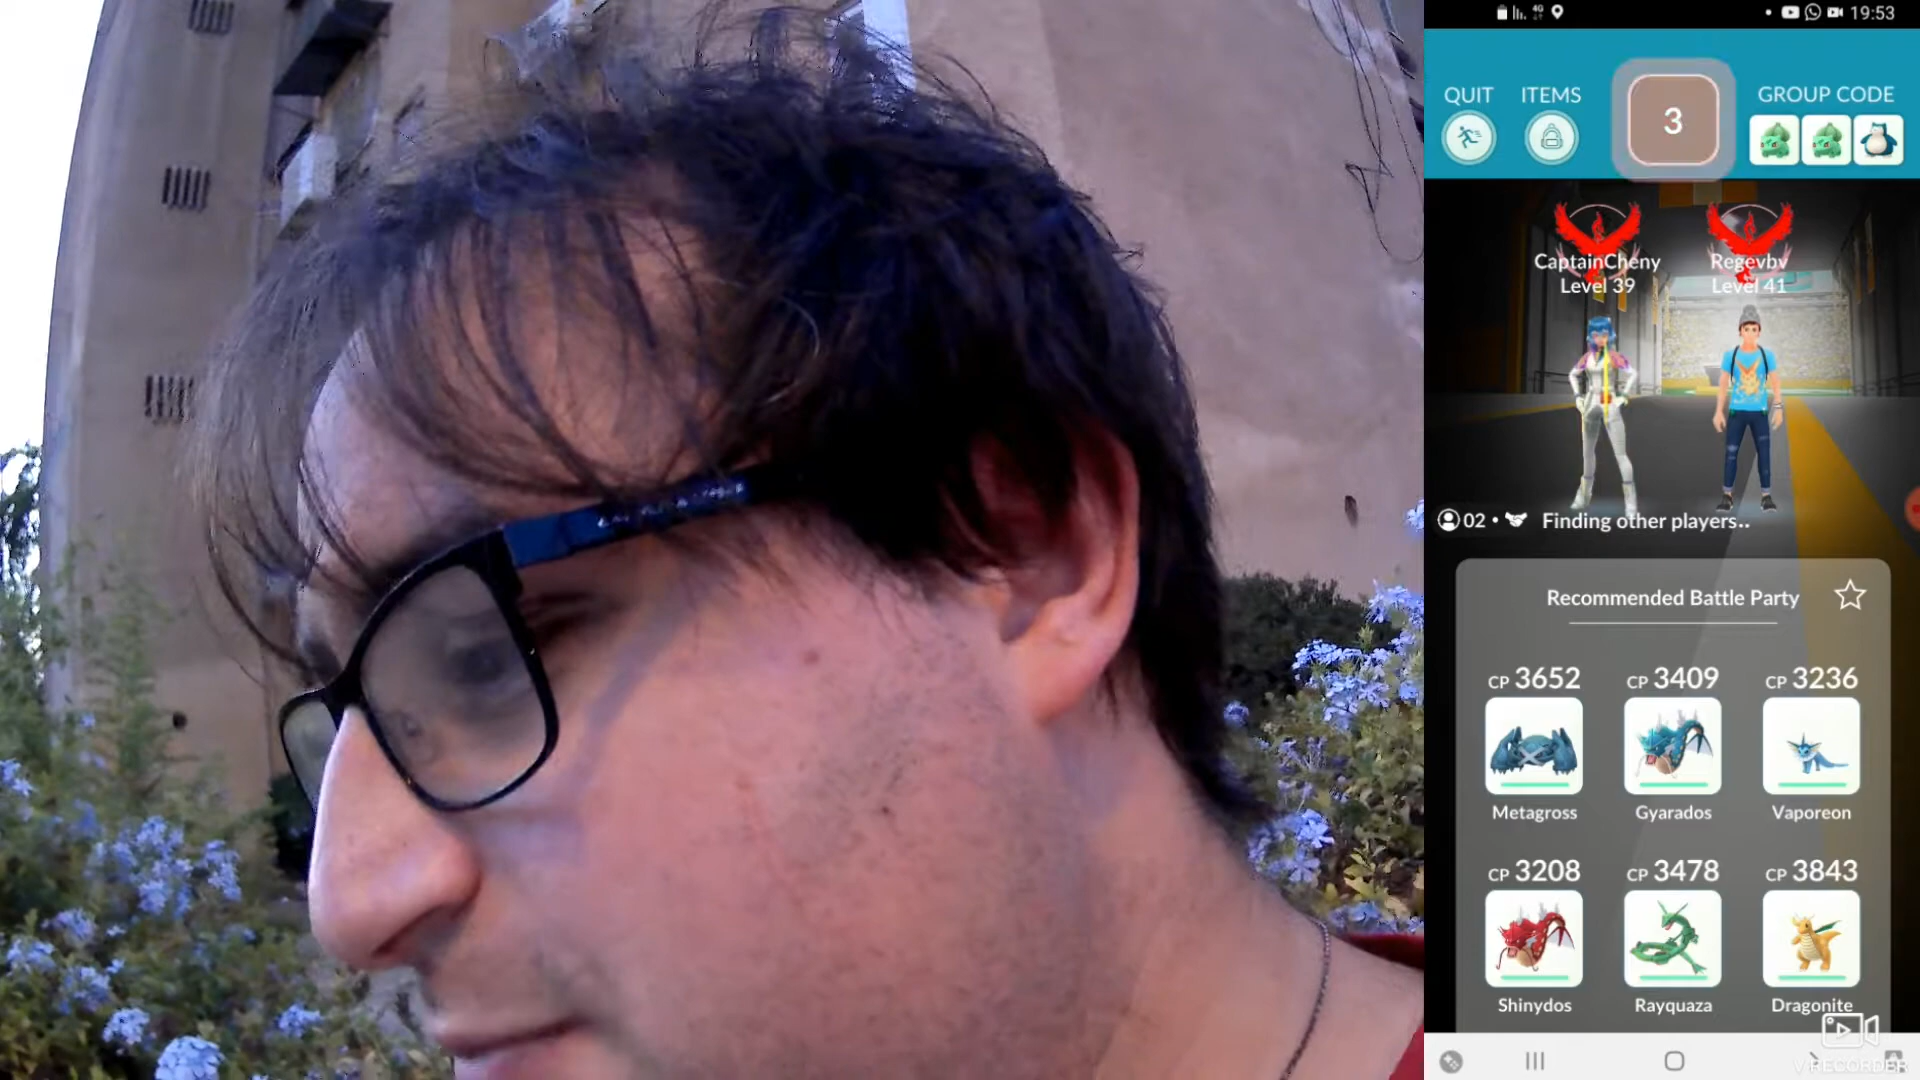 4G 19:53
QUIT ITEMS 3 GROUP CODE
CaptainCheny Regevbv
Level 39 Level 41
02 • Finding other players..
Recommended Battle Party
CP 3652 CP 3409 CP 3236
Metagross Gyarados Vaporeon
CP 3208 CP 3478 CP 3843
Shinydos Rayquaza Dragonite
V RECORDER